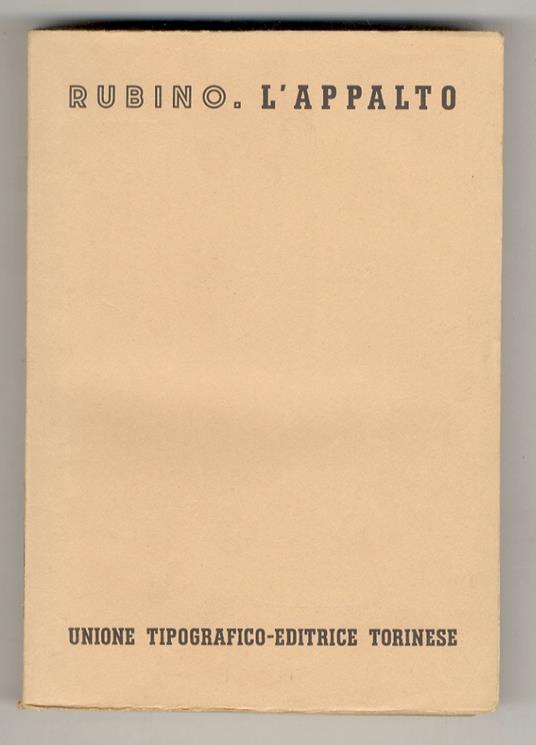 RUBINO. L'APPALTO
UNIONE TIPOGRAFICO-EDITRICE TORINESE